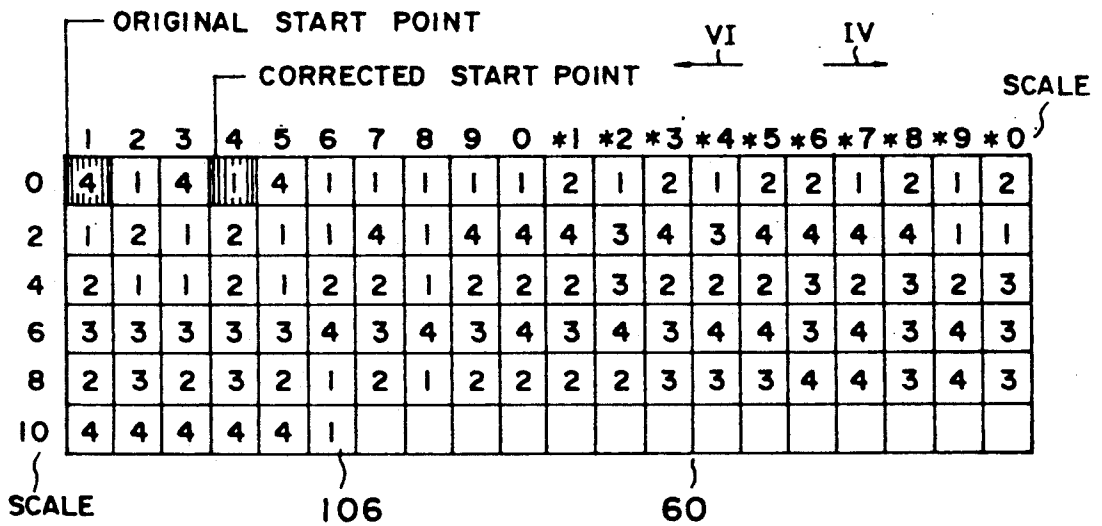 ORIGINAL START POINT
VI IV
CORRECTED START POINT
SCALE
1 2 3 4 5 6 7 8 9 0 *1 *2 *3 *4 *5 *6 *7 *8 *9 *0
0 4 1 4 1 4 1 1 1 1 1 2 1 2 1 2 2 1 2 1 2
2 1 2 1 2 1 1 4 1 4 4 4 3 4 3 4 4 4 4 1 1
4 2 1 1 2 1 2 2 1 2 2 2 3 2 2 2 3 2 3 2 3
6 3 3 3 3 3 4 3 4 3 4 3 4 3 4 4 3 4 3 4 3
8 2 3 2 3 2 1 2 1 2 2 2 2 3 3 3 4 4 3 4 3
10 4 4 4 4 4 1
SCALE 106 60